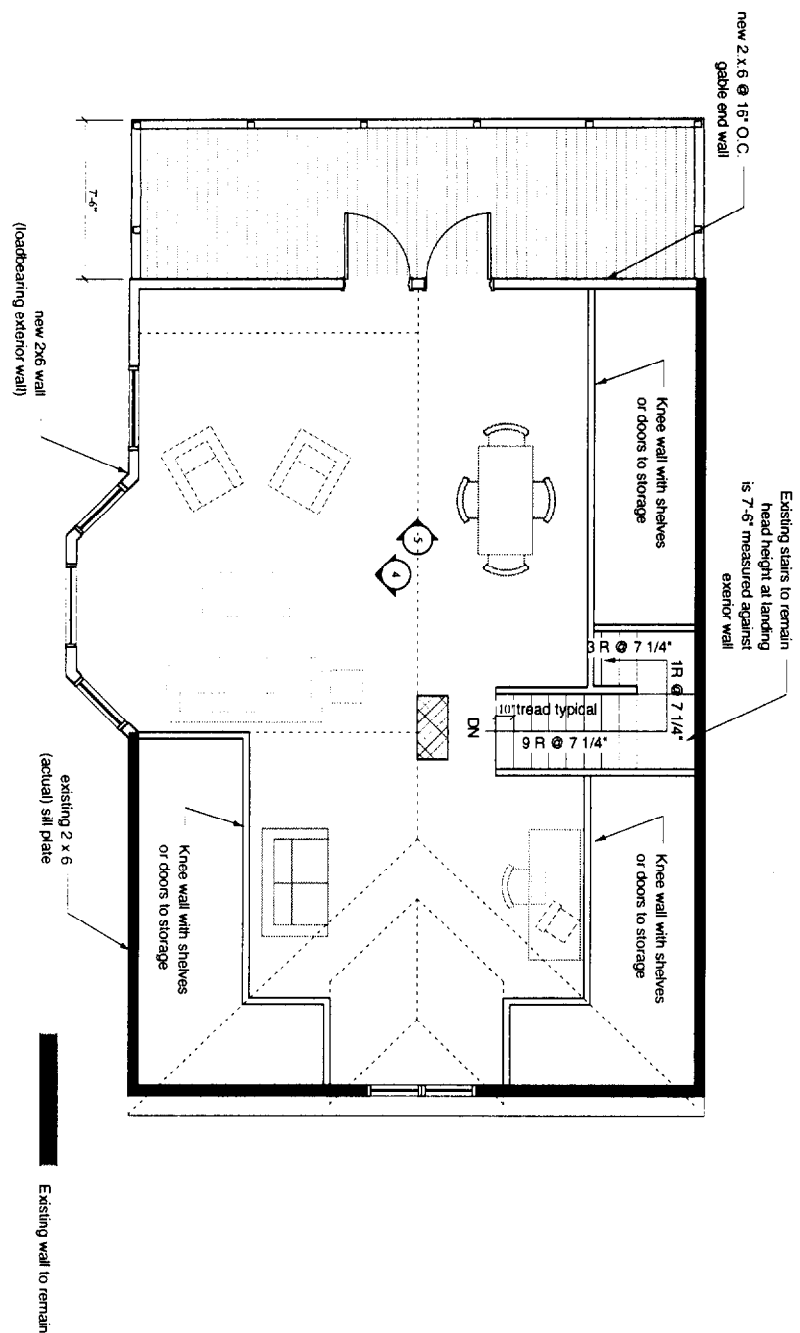 new 2.x.6 @ 16" O.C.
gable end wall
7'-6"
new 2x6 wall
(loadbearing exterior wall)
Knee wall with shelves
or doors to storage
Existing stairs to remain
head height at landing
is 7'-6" measured against
exerior wall
3 R @ 7 1/4"
1R @ 7 1/4"
10" tread typical
9 R @ 7 1/4"
DN
5
4
Knee wall with shelves
or doors to storage
Knee wall with shelves
or doors to storage
existing 2 x 6
(actual) sill plate
Existing wall to remain